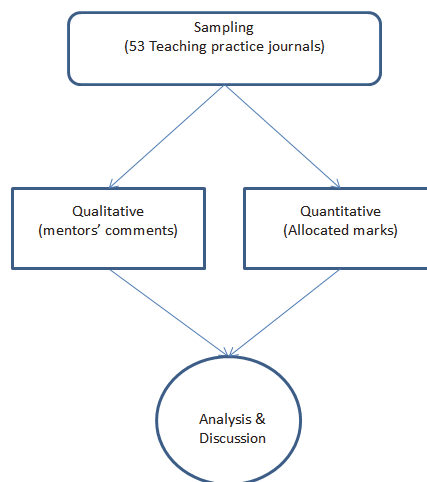 Sampling
(53 Teaching practice journals)
Qualitative
(mentors’ comments)
Quantitative
(Allocated marks)
Analysis &
Discussion